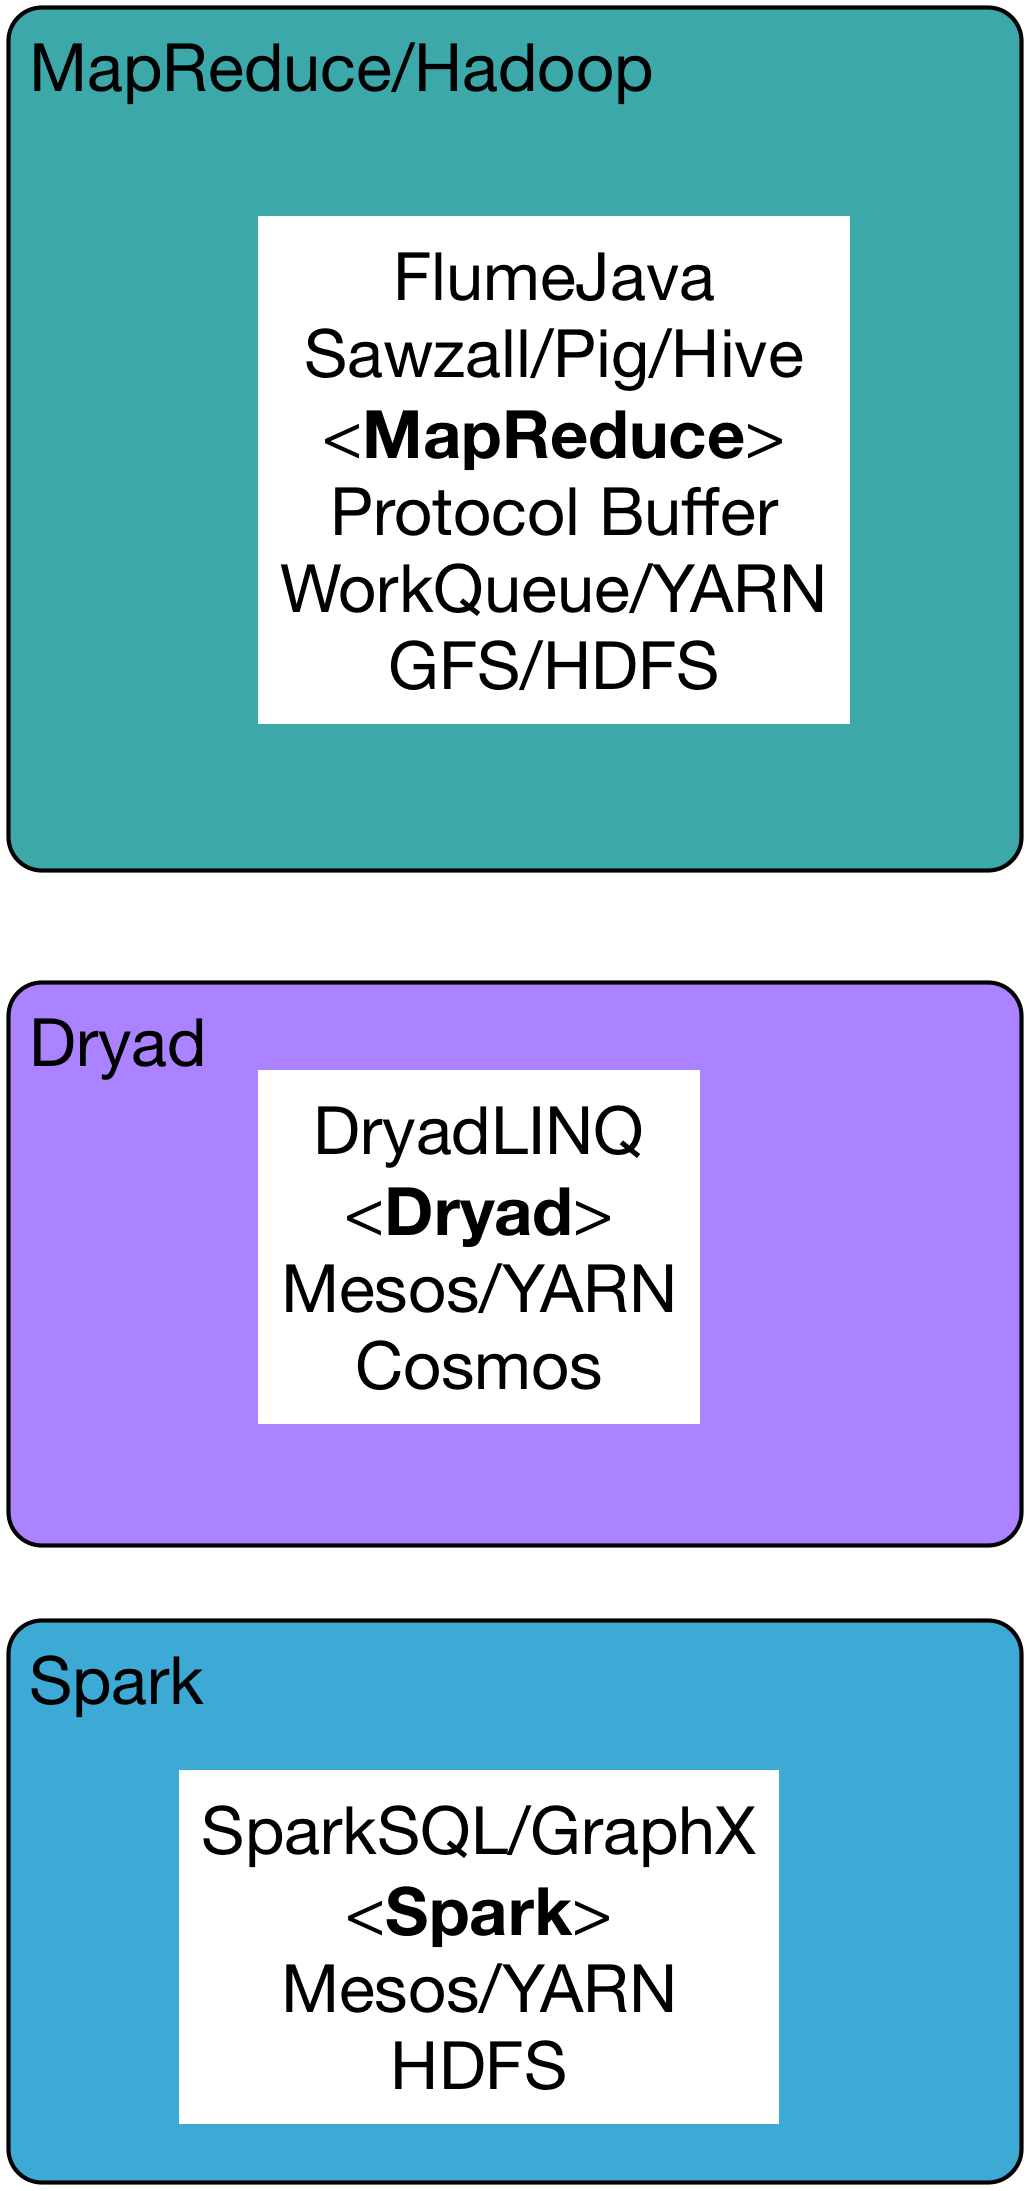 MapReduce/Hadoop
FlumeJava
Sawzall/Pig/Hive
<MapReduce>
Protocol Buffer
WorkQueue/YARN
GFS/HDFS
Dryad
DryadLINQ
<Dryad>
Mesos/YARN
Cosmos
Spark
SparkSQL/GraphX
<Spark>
Mesos/YARN
HDFS